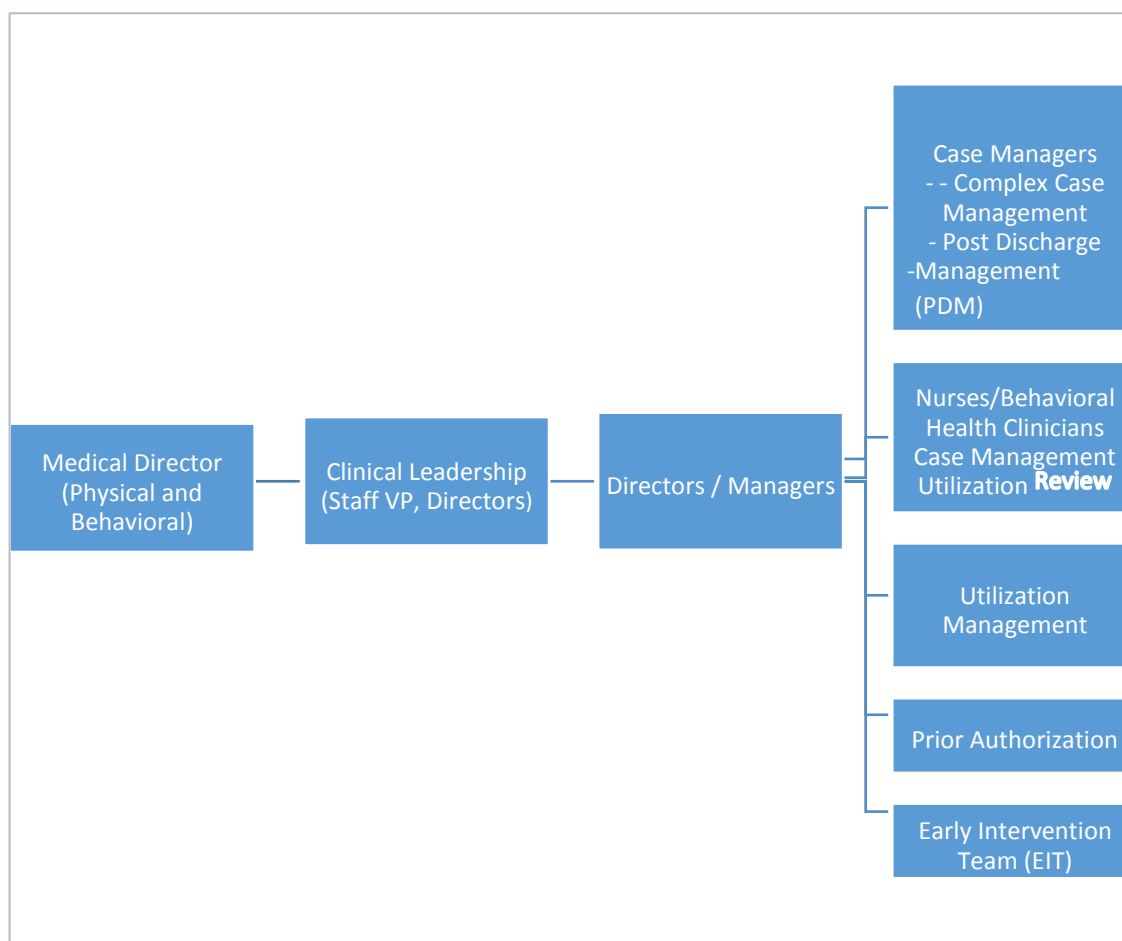 Medical Director
(Physical and
Behavioral)
Clinical Leadership
(Staff VP, Directors)
Directors / Managers
Case Managers
- - Complex Case
Management
- Post Discharge
-Management
(PDM)
Nurses/Behavioral
Health Clinicians
Case Management
Utilization Review
Utilization
Management
Prior Authorization
Early Intervention
Team (EIT)